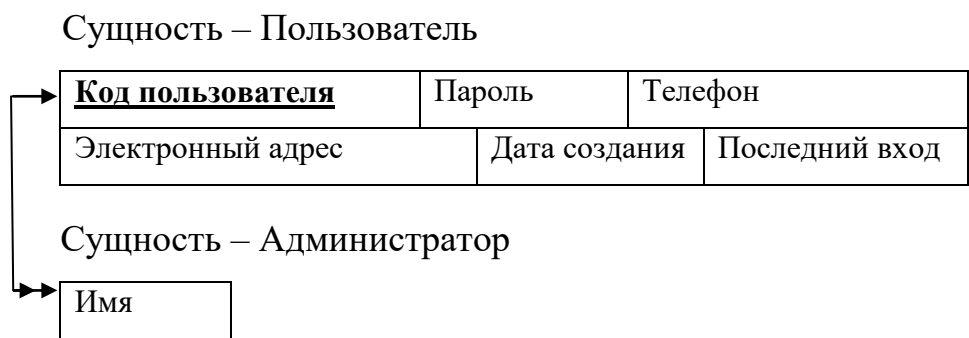 Сущность – Пользователь
Код пользователя Пароль Телефон
Электронный адрес Дата создания Последний вход
Сущность – Администратор
Имя